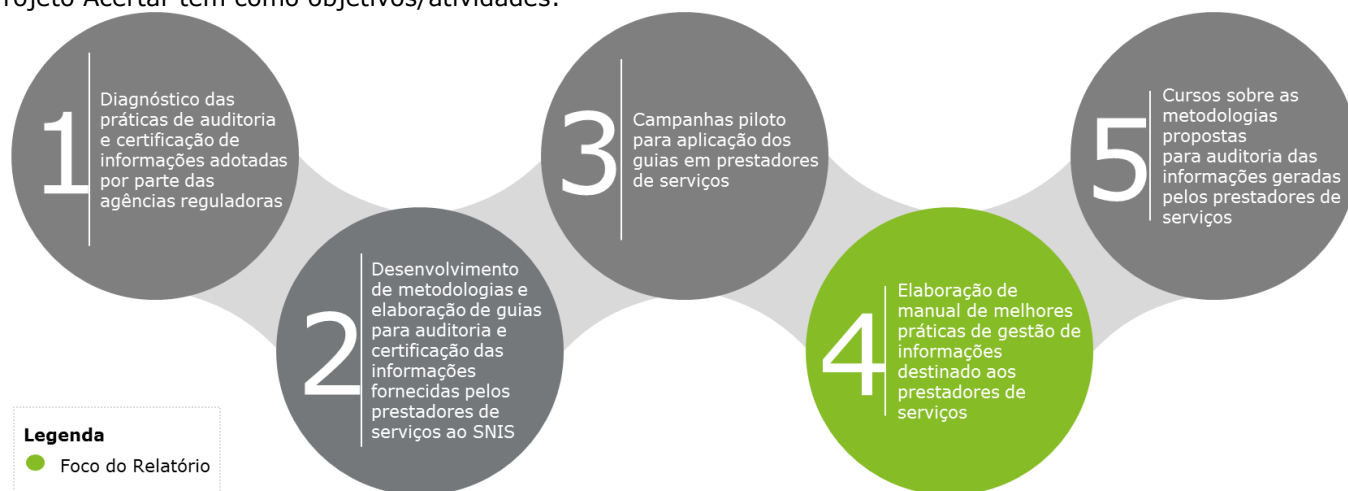 Projeto Acertar tem como objetivos/atividades:
1
Diagnóstico das
práticas de auditoria
e certificação de
informações adotadas
por parte das
agências reguladoras
2
Desenvolvimento
de metodologias e
elaboração de guias
para auditoria e
certificação das
informações
fornecidas pelos
prestadores de
serviços ao SNIS
3
Campanhas piloto
para aplicação dos
guias em prestadores
de serviços
4
Elaboração de
manual de melhores
práticas de gestão de
informações
destinado aos
prestadores de
serviços
5
Cursos sobre as
metodologias
propostas
para auditoria das
informações geradas
pelos prestadores de
serviços
Legenda
Foco do Relatório